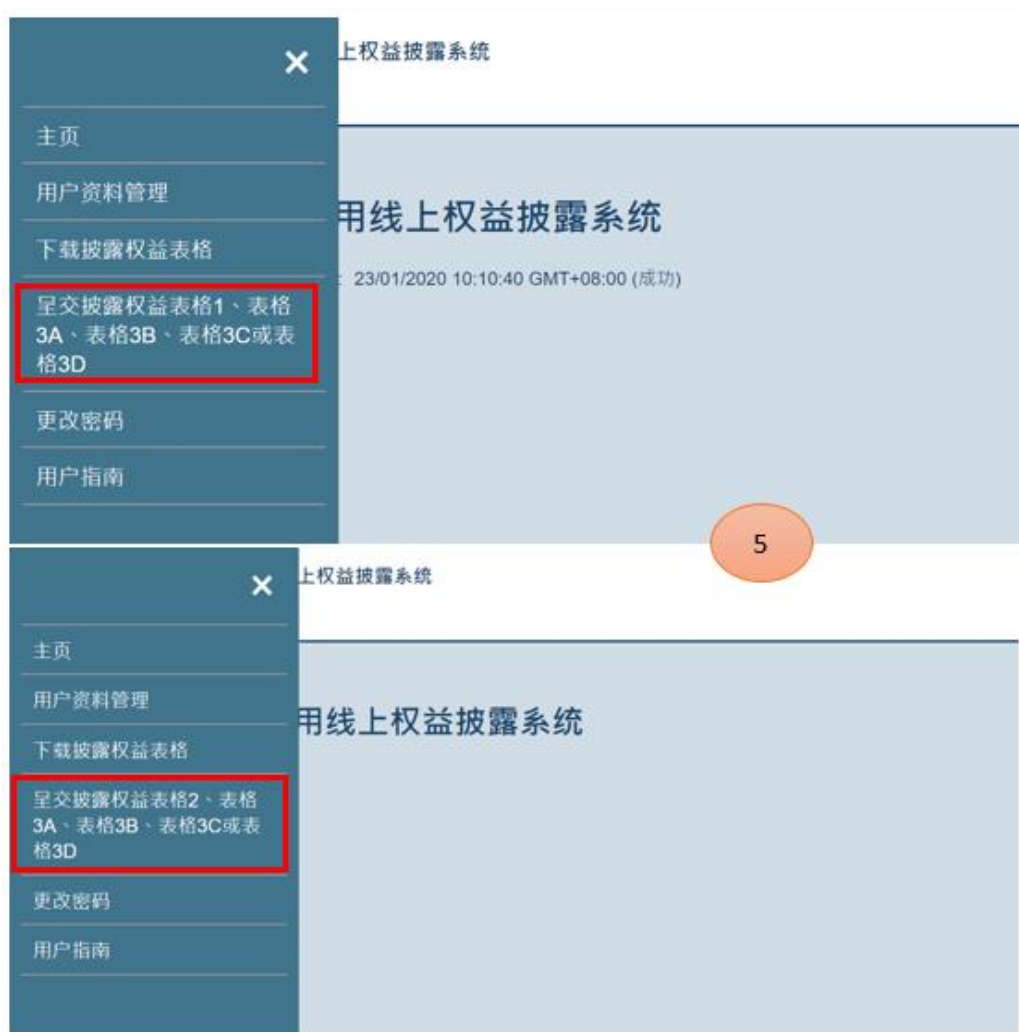 上权益披露系统
主页
用户资料管理
下载披露权益表格
呈交披露权益表格1、表格
3A、表格3B、表格3C或表
格3D
更改密码
用户指南
用线上权益披露系统
: 23/01/2020 10:10:40 GMT+08:00 (成功)
5
上权益披露系统
主页
用户资料管理
下载披露权益表格
呈交披露权益表格2、表格
3A、表格3B、表格3C或表
格3D
更改密码
用户指南
用线上权益披露系统